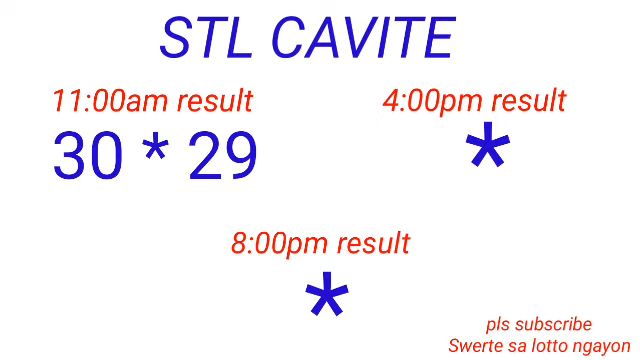 STL CAVITE
11:00am result
30 * 29
4:00pm result
*
8:00pm result
*
pls subscribe
Swerte sa lotto ngayon